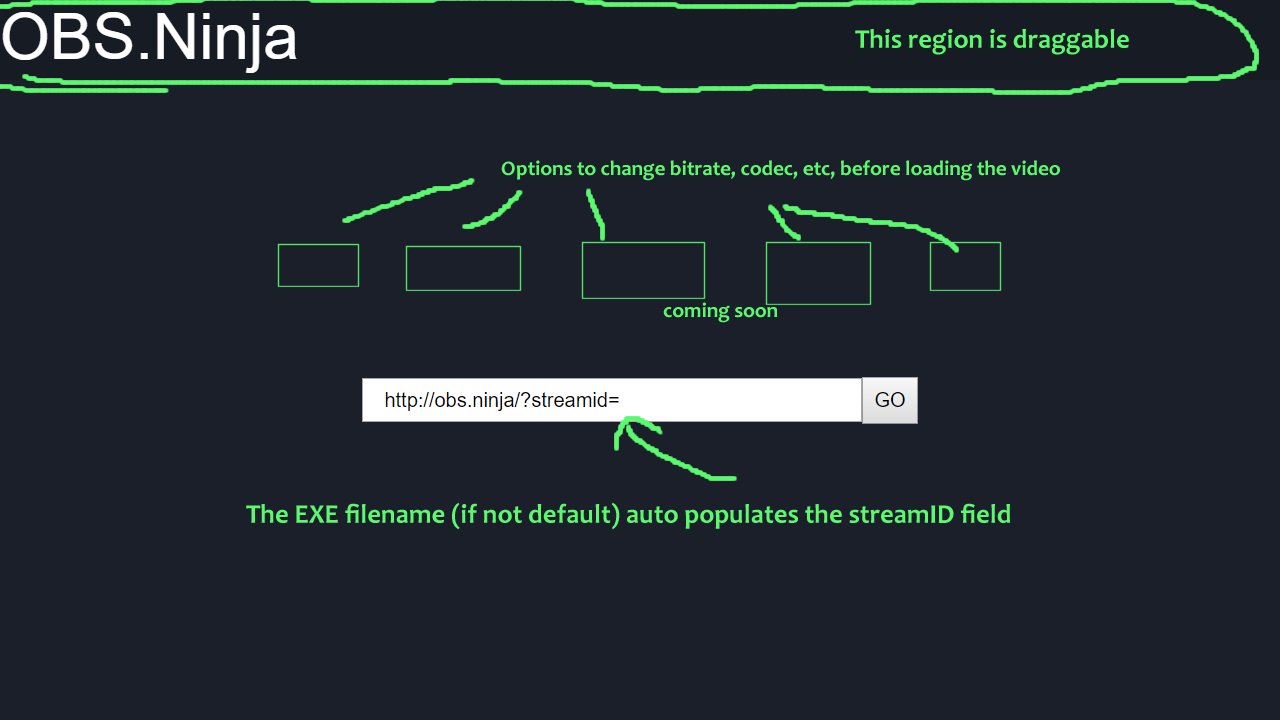 OBS.Ninja
This region is draggable
Options to change bitrate, codec, etc, before loading the video
coming soon
http://obs.ninja/?streamid=
GO
The EXE filename (if not default) auto populates the streamID field